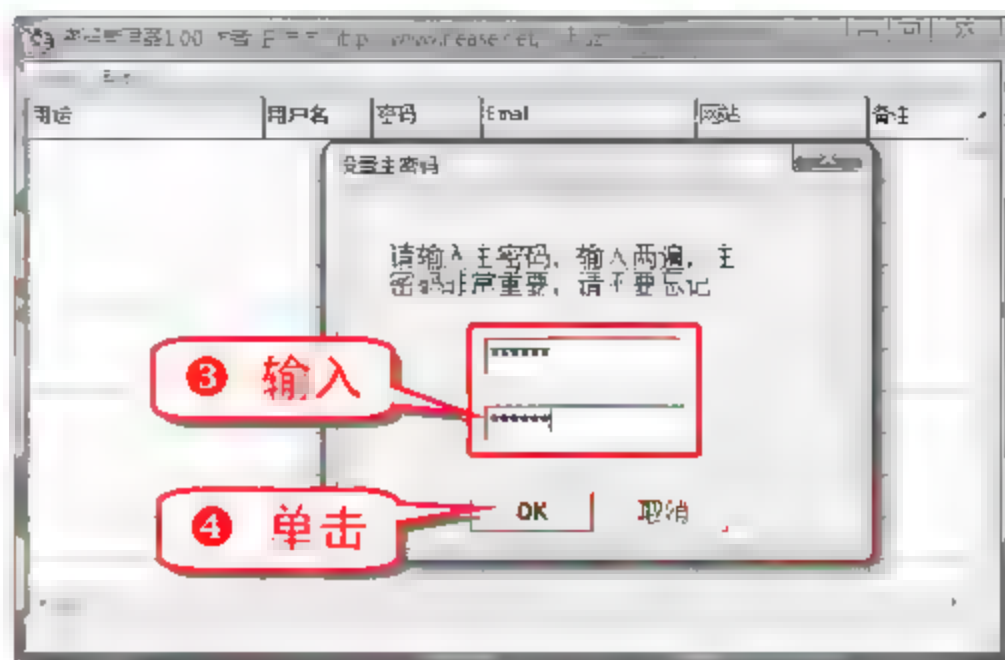 用途 用户名 密码 Email 网站 备注
设置主密码
请输入主密码, 输入两遍, 主
密码非常重要, 请不要忘记
******
******
❸ 输入
❹ 单击
OK 取消